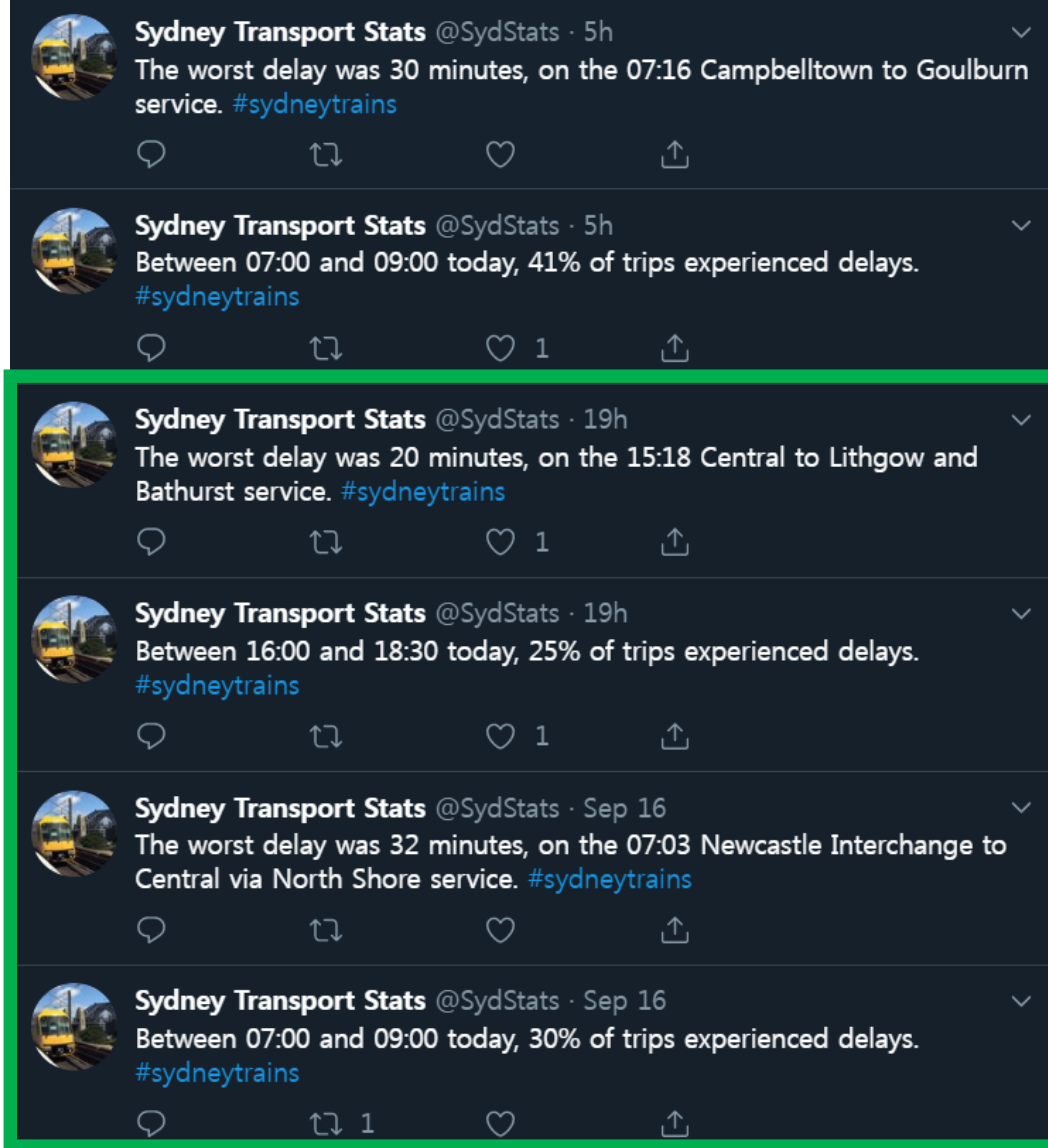 Sydney Transport Stats @SydStats · 5h
The worst delay was 30 minutes, on the 07:16 Campbelltown to Goulburn
service. #sydneytrains
Sydney Transport Stats @SydStats · 5h
Between 07:00 and 09:00 today, 41% of trips experienced delays.
#sydneytrains
1
Sydney Transport Stats @SydStats · 19h
The worst delay was 20 minutes, on the 15:18 Central to Lithgow and
Bathurst service. #sydneytrains
1
Sydney Transport Stats @SydStats · 19h
Between 16:00 and 18:30 today, 25% of trips experienced delays.
#sydneytrains
1
Sydney Transport Stats @SydStats · Sep 16
The worst delay was 32 minutes, on the 07:03 Newcastle Interchange to
Central via North Shore service. #sydneytrains
Sydney Transport Stats @SydStats · Sep 16
Between 07:00 and 09:00 today, 30% of trips experienced delays.
#sydneytrains
1